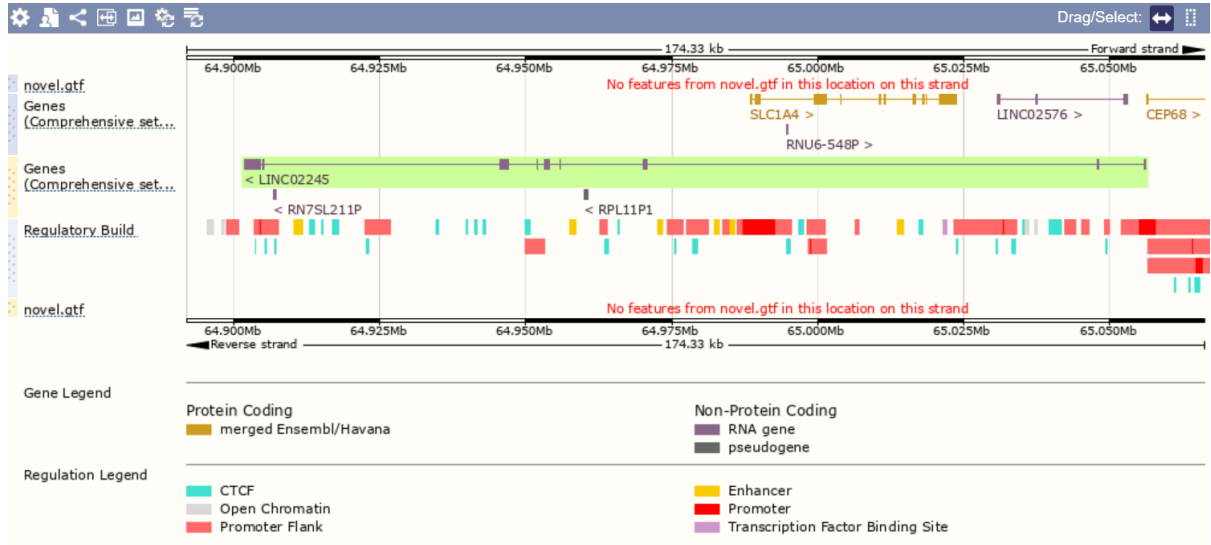 Drag/Select:
174.33 kb Forward strand
64.900Mb 64.925Mb 64.950Mb 64.975Mb 65.000Mb 65.025Mb 65.050Mb
novel.gtf No features from novel.gtf in this location on this strand
Genes
(Comprehensive set...
SLC1A4 > LINC02576 > CEP68 >
RNU6-548P >
Genes
(Comprehensive set...
< LINC02245
< RN7SL211P < RPL11P1
Regulatory Build
novel.gtf No features from novel.gtf in this location on this strand
64.900Mb 64.925Mb 64.950Mb 64.975Mb 65.000Mb 65.025Mb 65.050Mb
Reverse strand 174.33 kb
Gene Legend
Protein Coding Non-Protein Coding
merged Ensembl/Havana RNA gene
pseudogene
Regulation Legend
CTCF Enhancer
Open Chromatin Promoter
Promoter Flank Transcription Factor Binding Site